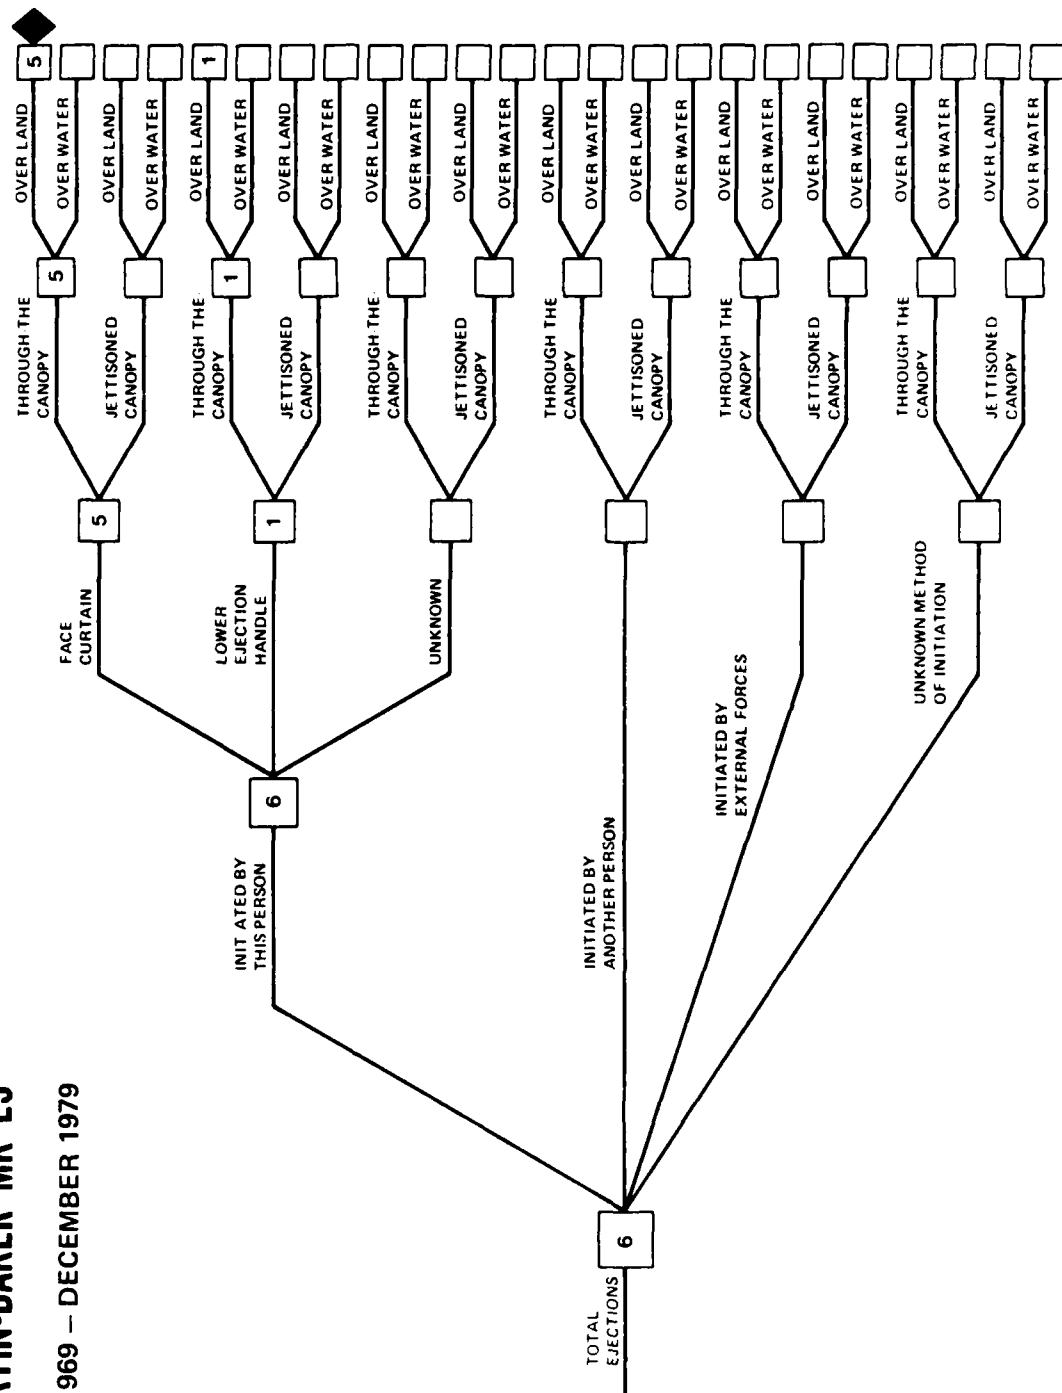 969 – DECEMBER 1979
TOTAL
EJECTIONS
6
INIT ATED BY
THIS PERSON
6
INITIATED BY
ANOTHER PERSON
INITIATED BY
EXTERNAL FORCES
UNKNOWN METHOD
OF INITIATION
FACE
CURTAIN
5
LOWER
EJECTION
HANDLE
1
UNKNOWN
THROUGH THE
CANOPY
5
JETTISONED
CANOPY
THROUGH THE
CANOPY
1
JETTISONED
CANOPY
THROUGH THE
CANOPY
JETTISONED
CANOPY
THROUGH THE
CANOPY
JETTISONED
CANOPY
THROUGH THE
CANOPY
JETTISONED
CANOPY
THROUGH THE
CANOPY
JETTISONED
CANOPY
OVER LAND
5
OVER WATER
OVER LAND
OVER WATER
OVER LAND
1
OVER WATER
OVER LAND
OVER WATER
OVER LAND
OVER WATER
OVER LAND
OVER WATER
OVER LAND
OVER WATER
OVER LAND
OVER WATER
OVER LAND
OVER WATER
OVER LAND
OVER WATER
OVER LAND
OVER WATER
OVER LAND
OVER WATER